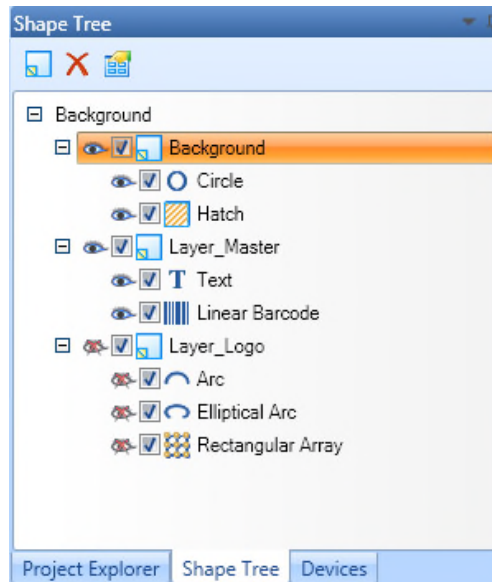 Shape Tree
Background
Background
Circle
Hatch
Layer_Master
Text
Linear Barcode
Layer_Logo
Arc
Elliptical Arc
Rectangular Array
Project Explorer Shape Tree Devices